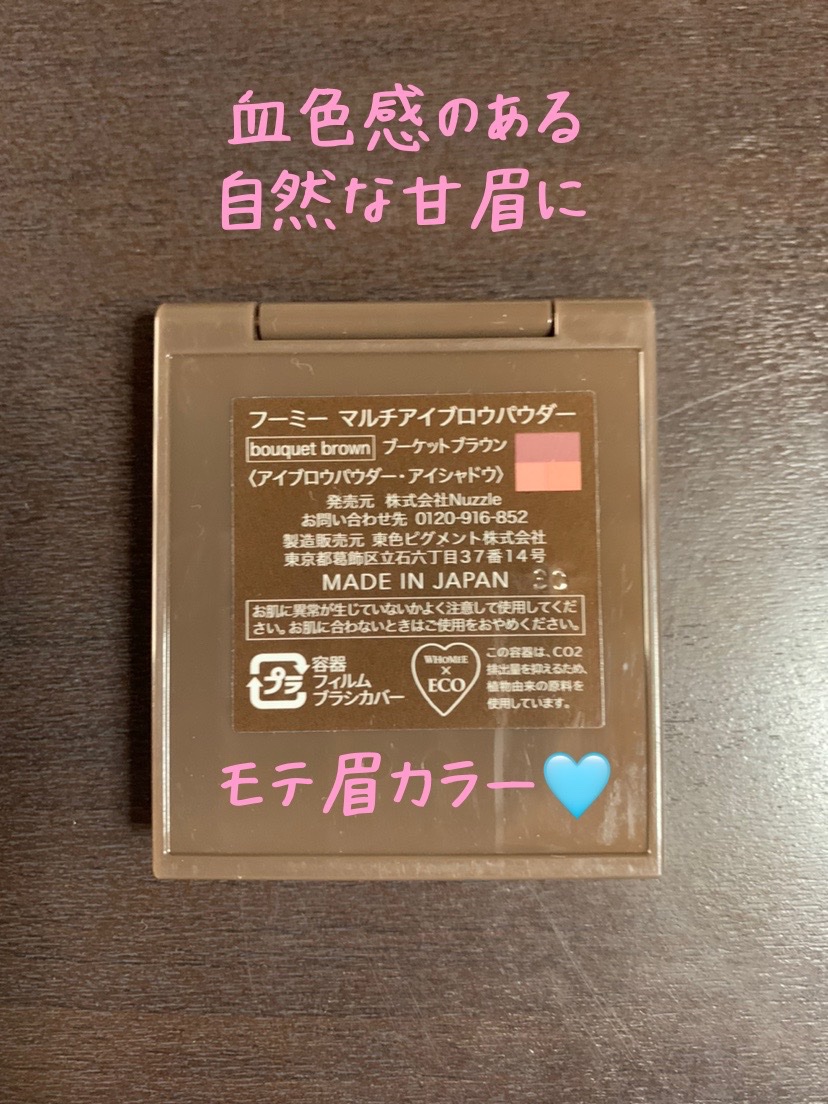 血色感のある
自然な甘眉に
フーミー マルチアイブロウパウダー
bouquet brown ブーケットブラウン
〈アイブロウパウダー・アイシャドウ〉
発売元 株式会社Nuzzle
お問い合わせ先 0120-916-852
製造販売元 東色ピグメント株式会社
東京都葛飾区立石六丁目37番14号
MADE IN JAPAN
お肌に異常が生じていないかよく注意して使用してくだ
さい。お肌に合わないときはご使用をおやめください。
プラ
容器
フィルム
ブラシカバー
WHOMEE
×
ECO
この容器は、CO2
排出量を抑えるため、
植物由来の原料を
使用しています。
モテ眉カラー🩵